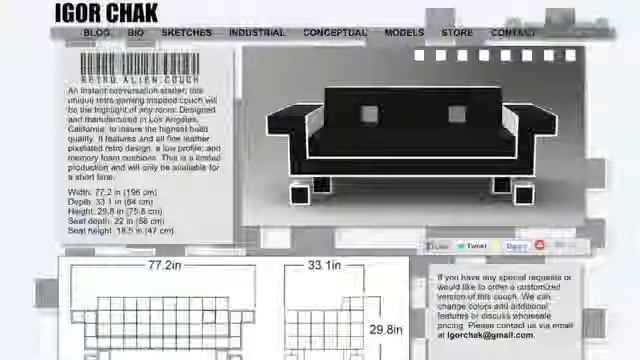 IGOR CHAK
BLOG BIO SKETCHES INDUSTRIAL CONCEPTUAL MODELS STORE CONTACT
RETRO ALIEN COUCH
An instant conversation starter, this
unique retro gaming inspired couch will
be the highlight of any room. Designed
and manufactured in Los Angeles,
California, to insure the highest build
quality. It features and all fine leather
pixelated retro design, a low profile, and
memory foam cushions. This is a limited
production and will only be available for
a short time.
Width: 77.2 in (196 cm)
Depth: 33.1 in (84 cm)
Height: 29.8 in (75.8 cm)
Seat depth: 22 in (56 cm)
Seat height: 18.5 in (47 cm)
Like Tweet
77.2in 33.1in
29.8in
If you have any special requests or
would like to order a customized
version of this couch. We can
change colors add additional
features or discuss wholesale
pricing. Please contact us via email
at igorchak@gmail.com